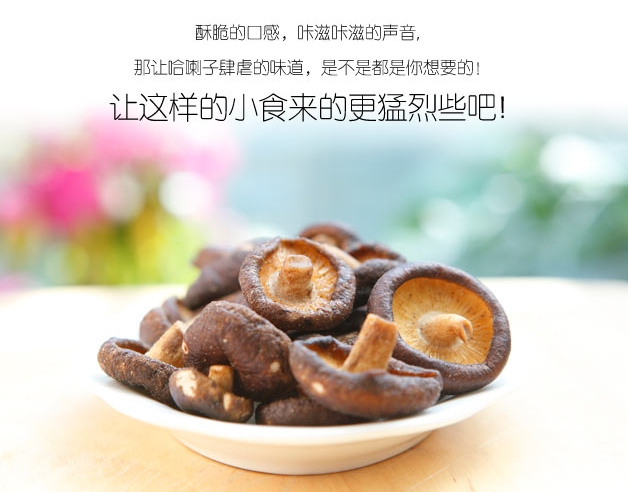 酥脆的口感，咔滋咔滋的声音,
那让哈喇子肆虐的味道，是不是都是你想要的!
让这样的小食来的更猛烈些吧!